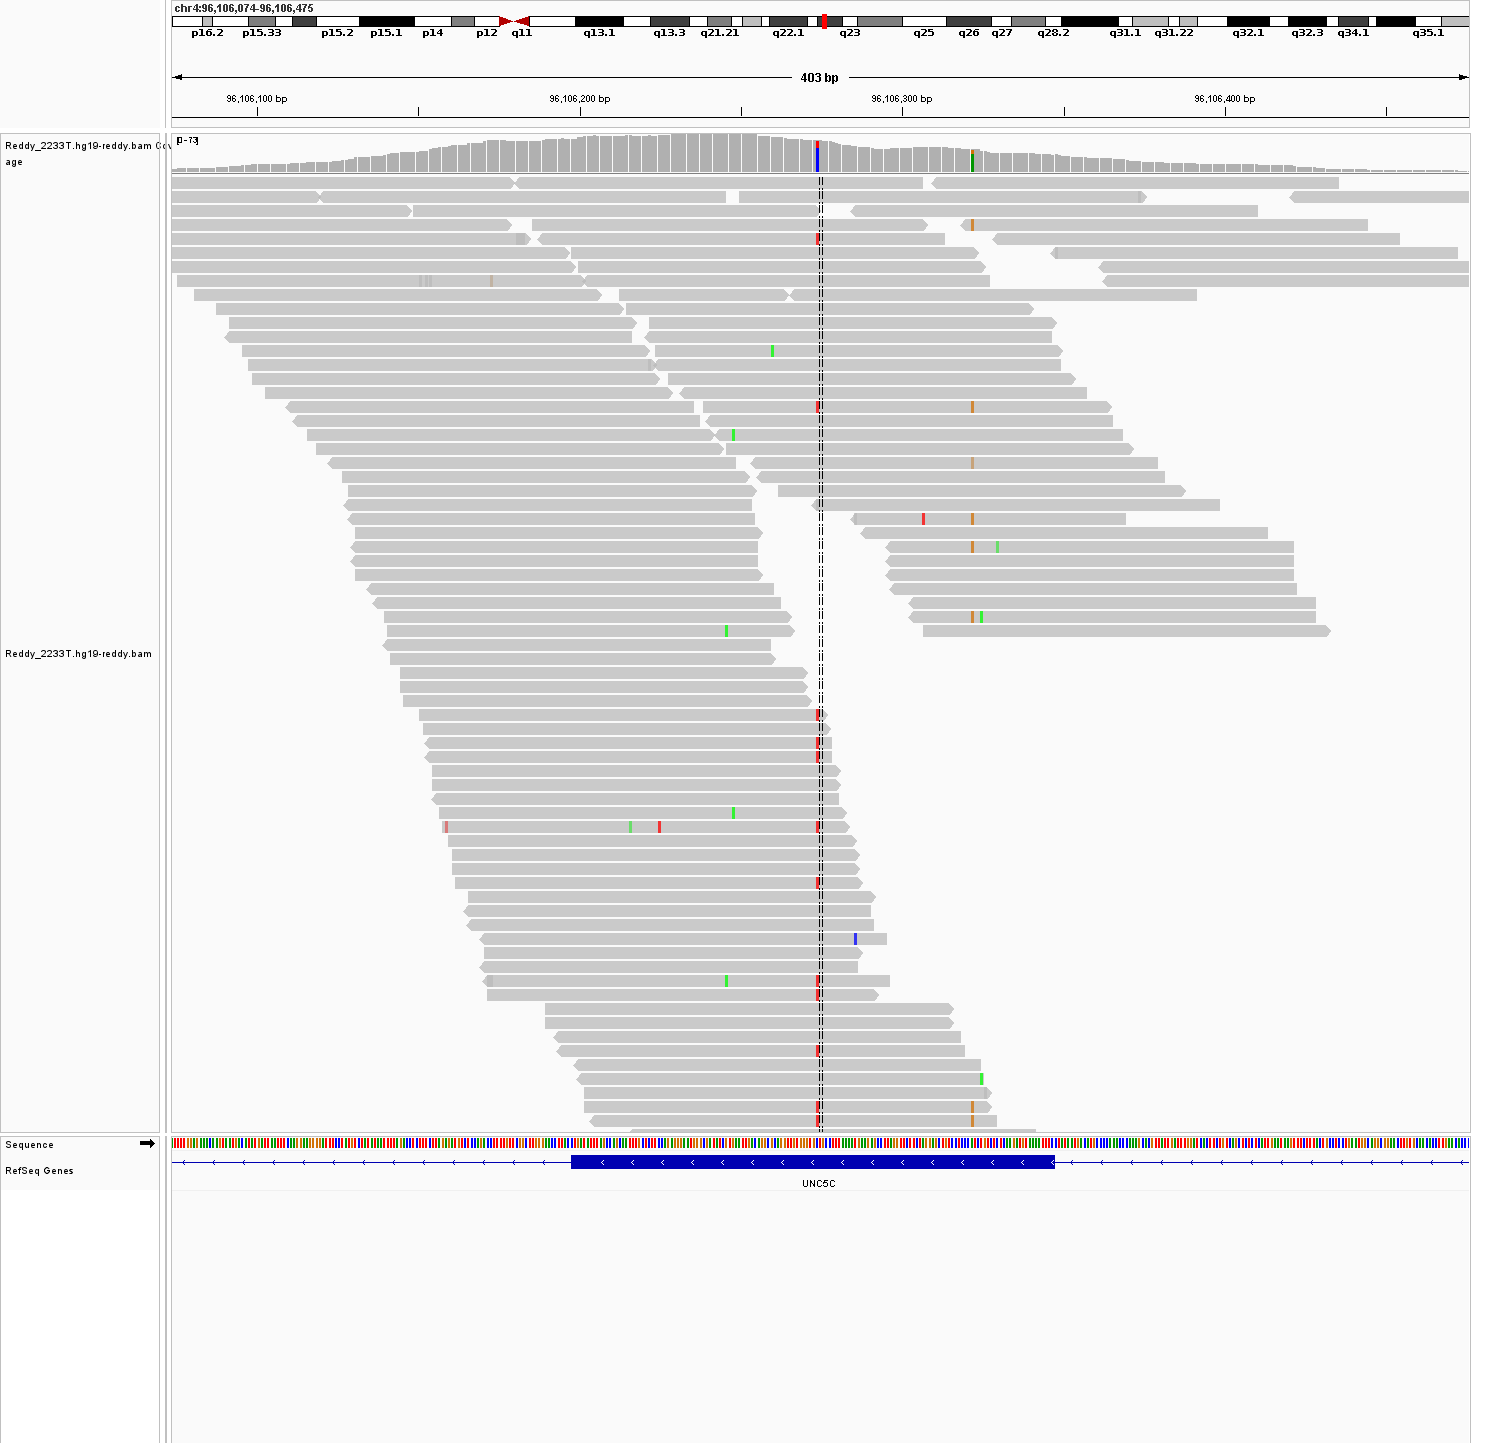 chr4:96,106,074-96,106,475
p16.2 p15.33 p15.2 p15.1 p14 p12 q11 q13.1 q13.3 q21.21 q22.1 q23 q25 q26 q27 q28.2 q31.1 q31.22 q32.1 q32.3 q34.1 q35.1
403 bp
96,106,100 bp 96,106,200 bp 96,106,300 bp 96,106,400 bp
[0-73]
Reddy_2233T.hg19-reddy.bam Cov
age
Reddy_2233T.hg19-reddy.bam
Sequence
RefSeq Genes
UNC5C